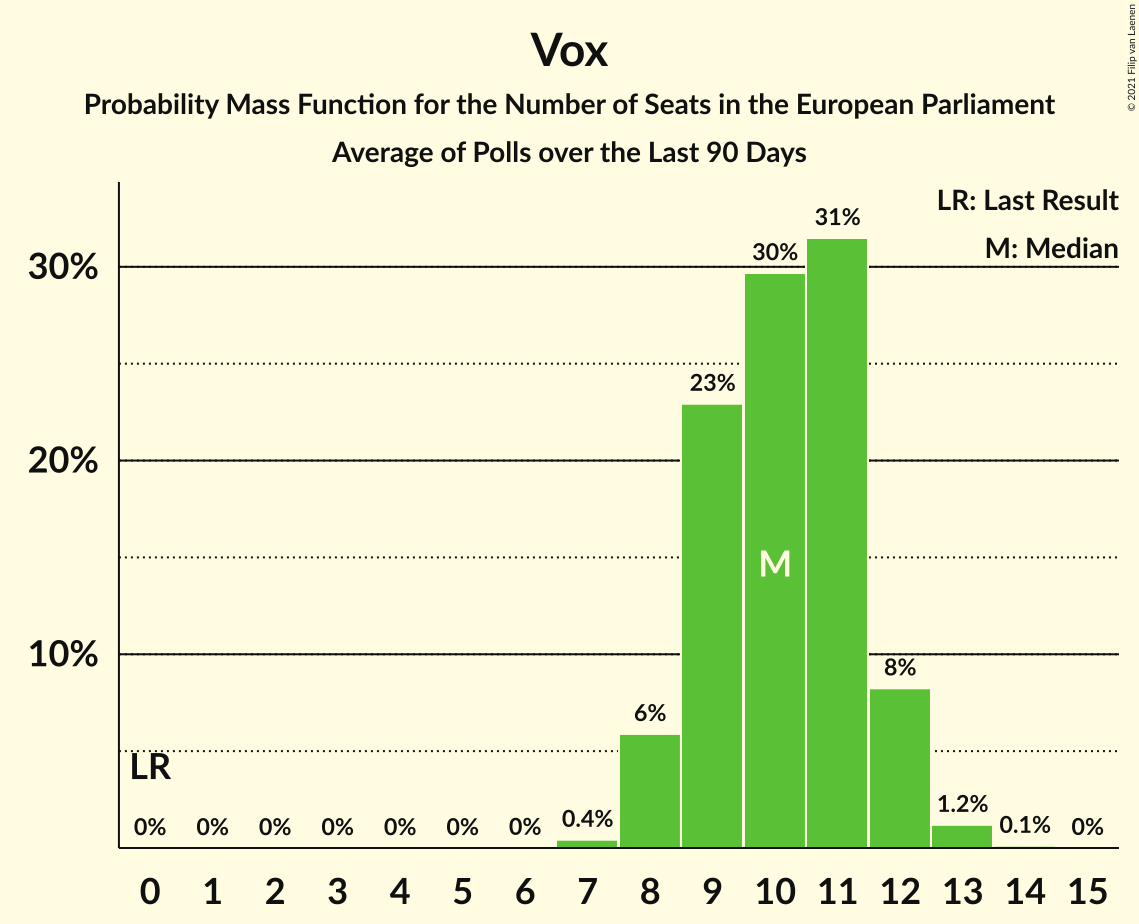 Vox
Probability Mass Function for the Number of Seats in the European Parliament
Average of Polls over the Last 90 Days
© 2021 Filip van Laenen
LR: Last Result
M: Median
30%
20%
10%
LR
M
0%
0%
0%
0%
0%
0%
0%
0.4%
6%
23%
30%
31%
8%
1.2%
0.1%
0%
0 1 2 3 4 5 6 7 8 9 10 11 12 13 14 15